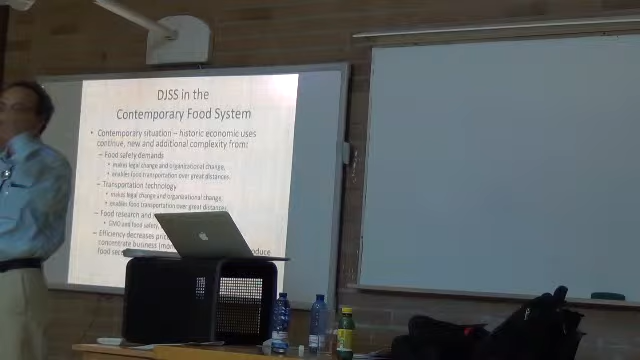 DJSS in the
Contemporary Food System
• Contemporary situation – historic economic uses
continue, new and additional complexity from:
– Food safety demands
• makes legal change and organizational change,
• enables food transportation over great distances.
– Transportation technology
• makes legal change and organizational change,
• enables food transportation over great distances.
– Food research and
• GMO and food safety,
– Efficiency decreases
concentrate business
food